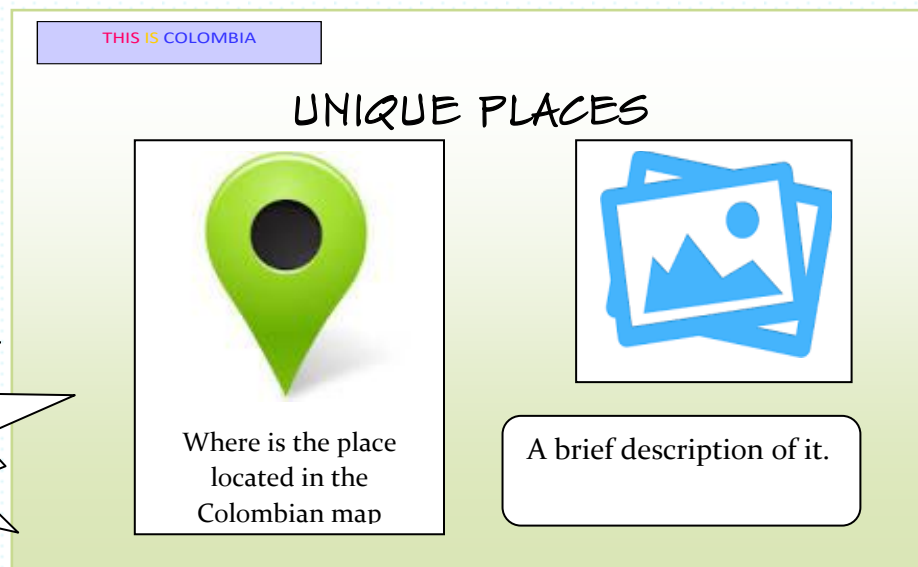 THIS IS COLOMBIA
UNIQUE PLACES
Where is the place
located in the
Colombian map
A brief description of it.